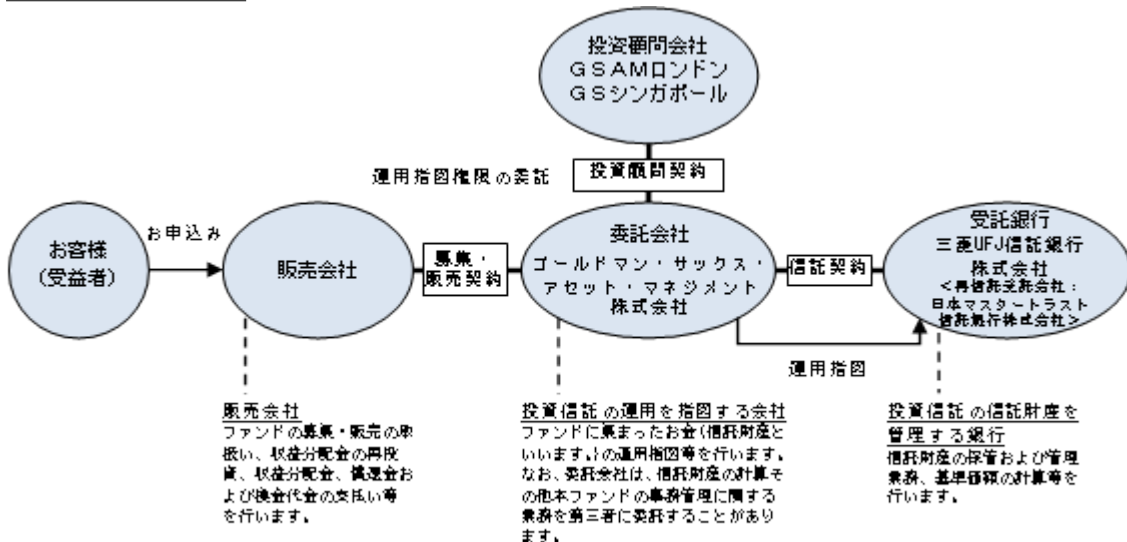 投資顧問会社
GSAMロンドン
GSシンガポール
運用指図権限の委託
投資顧問契約
お客様
（受益者）
お申込み
販売会社
募集・
販売契約
委託会社
ゴールドマン・サックス・
アセット・マネジメント
株式会社
信託契約
受託銀行
三菱UFJ信託銀行
株式会社
＜再信託受託会社：
日本マスタートラスト
信託銀行株式会社＞
運用指図
販売会社
ファンドの募集・販売の取
扱い、収益分配金の再投
資、収益分配金、償還金お
よび換金代金の支払い等
を行います。
投資信託の運用を指図する会社
ファンドに集まったお金（信託財産と
いいます。）の運用指図等を行います。
なお、委託会社は、信託財産の計算そ
の他本ファンドの事務管理に関する
業務を第三者に委託することがあり
ます。
投資信託の信託財産を
管理する銀行
信託財産の保管および管理
業務、基準価額の計算等を
行います。